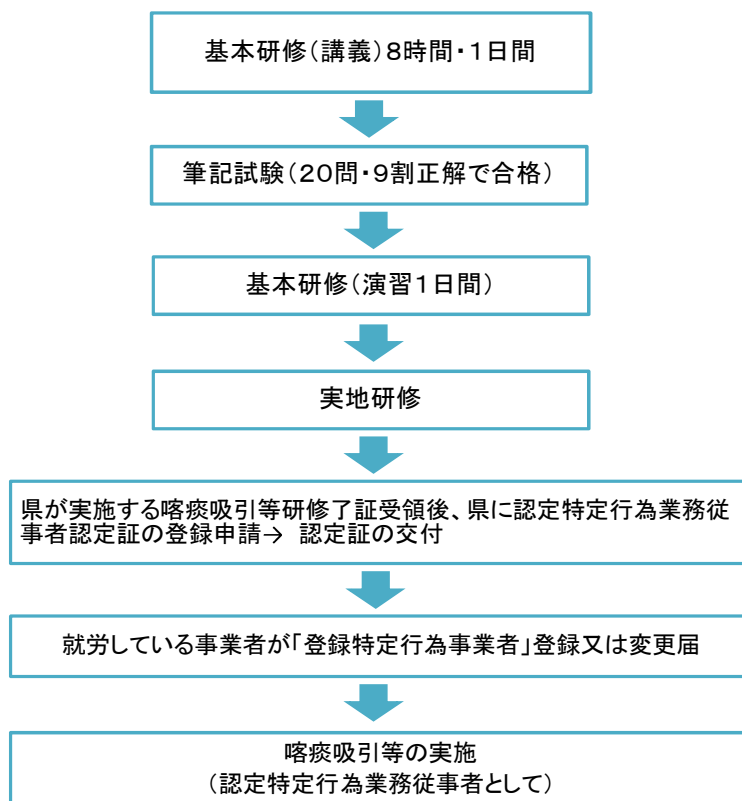 基本研修(講義)8時間・1日間
筆記試験(20問・9割正解で合格)
基本研修(演習1日間)
実地研修
県が実施する喀痰吸引等研修了証受領後、県に認定特定行為業務従
事者認定証の登録申請→ 認定証の交付
就労している事業者が「登録特定行為事業者」登録又は変更届
喀痰吸引等の実施
(認定特定行為業務従事者として)